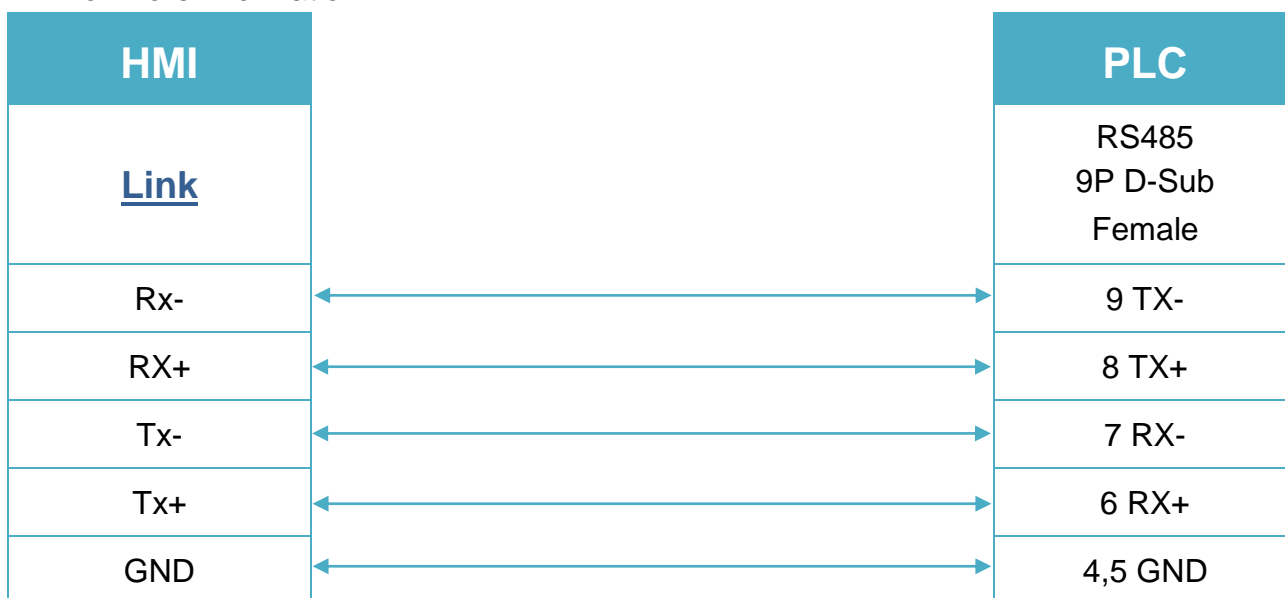 HMI
PLC
Link
RS485
9P D-Sub
Female
Rx-
9 TX-
RX+
8 TX+
Tx-
7 RX-
Tx+
6 RX+
GND
4,5 GND